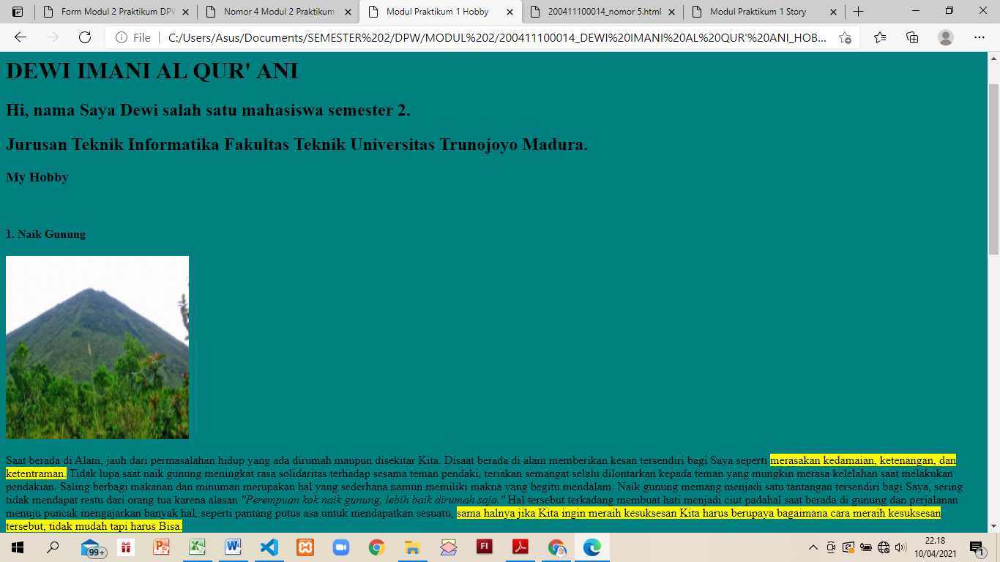 Form Modul 2 Praktikum DPW
Nomor 4 Modul 2 Praktikum
Modul Praktikum 1 Hobby
200411100014_nomor 5.html
Modul Praktikum 1 Story
File
C:/Users/Asus/Documents/SEMESTER%202/DPW/MODUL%202/200411100014_DEWI%20IMANI%20AL%20QUR'%20ANI_HOB...
DEWI IMANI AL QUR' ANI
Hi, nama Saya Dewi salah satu mahasiswa semester 2.
Jurusan Teknik Informatika Fakultas Teknik Universitas Trunojoyo Madura.
My Hobby
1. Naik Gunung
Saat berada di Alam, jauh dari permasalahan hidup yang ada dirumah maupun disekitar Kita. Disaat berada di alam memberikan kesan tersendiri bagi Saya seperti merasakan kedamaian, ketenangan, dan
ketentraman. Tidak lupa saat naik gunung meningkat rasa solidaritas terhadap sesama teman pendaki, teriakan semangat selalu dilontarkan kepada teman yang mungkin merasa kelelahan saat melakukan
pendakian. Saling berbagi makanan dan minuman merupakan hal yang sederhana namun memiliki makna yang begitu mendalam. Naik gunung memang menjadi satu tantangan tersendiri bagi Saya, sering
tidak mendapat restu dari orang tua karena alasan "Perempuan kok naik gunung, lebih baik dirumah saja." Hal tersebut terkadang membuat hati menjadi ciut padahal saat berada di gunung dan perjalanan
menuju puncak mengajarkan banyak hal, seperti pantang putus asa untuk mendapatkan sesuatu, sama halnya jika Kita ingin meraih kesuksesan Kita harus berupaya bagaimana cara meraih kesuksesan
tersebut, tidak mudah tapi harus Bisa.
99+
Fl
22.18
10/04/2021
1